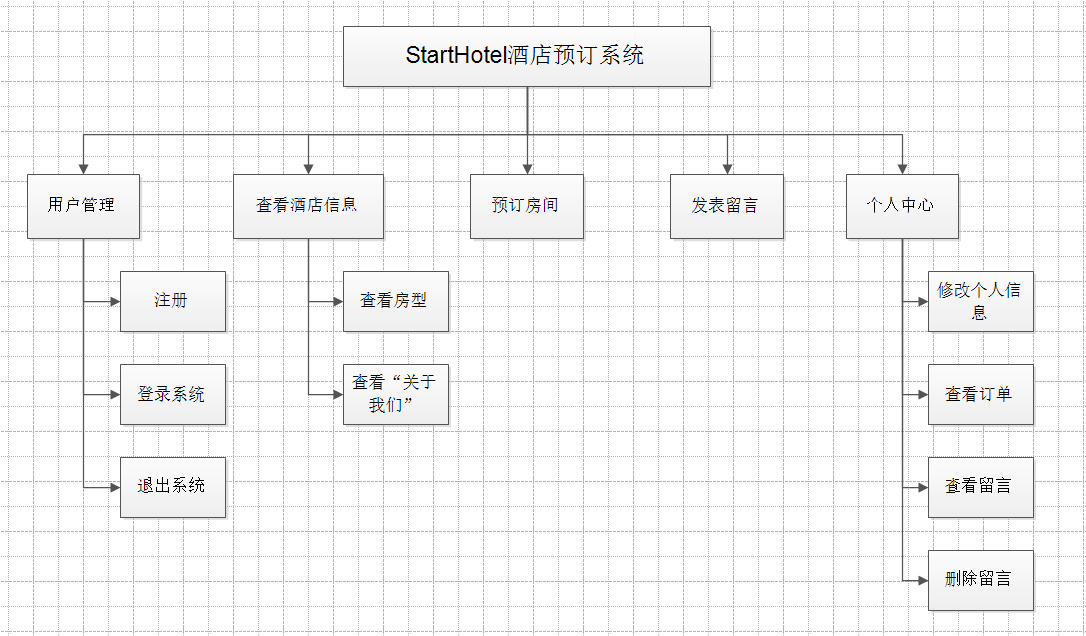 StartHotel酒店预订系统
用户管理
查看酒店信息
预订房间
发表留言
个人中心
注册
查看房型
修改个人信
息
登录系统
查看“关于
我们”
查看订单
退出系统
查看留言
删除留言